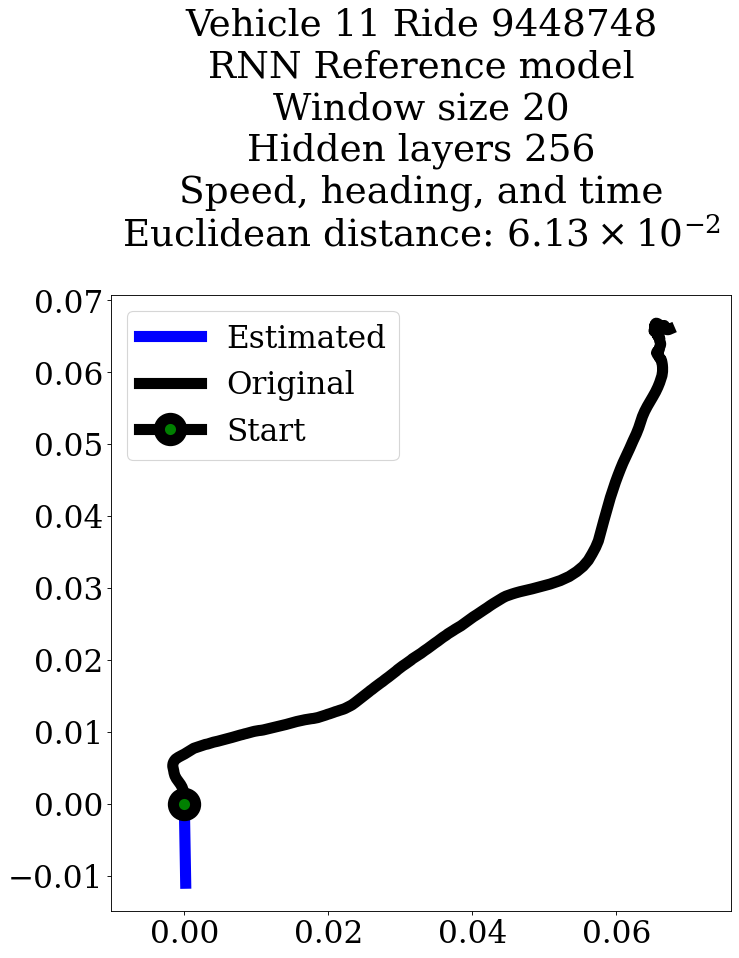 Vehicle 11 Ride 9448748
RNN Reference model
Window size 20
Hidden layers 256
Speed, heading, and time
Euclidean distance: 6.13 × 10⁻²
0.07
0.06
0.05
0.04
0.03
0.02
0.01
0.00
−0.01
Estimated
Original
Start
0.00 0.02 0.04 0.06